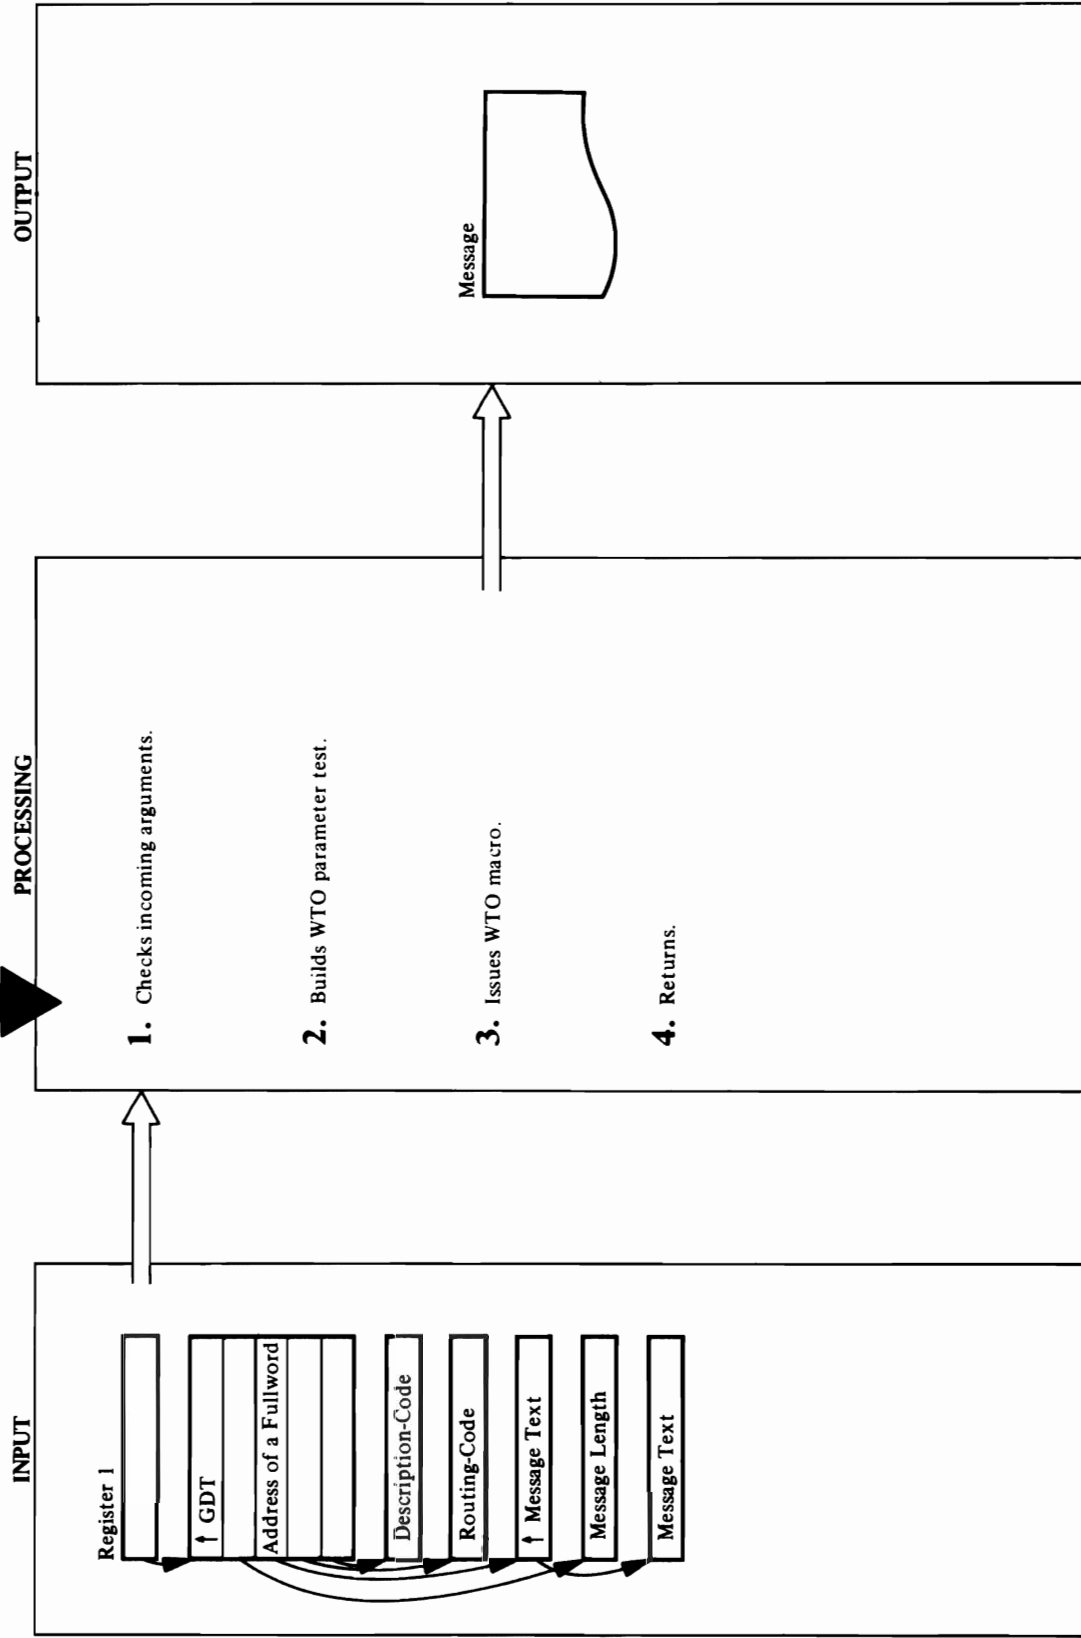 INPUT
Register 1
↑ GDT
Address of a Fullword
Description-Code
Routing-Code
↑ Message Text
Message Length
Message Text
PROCESSING
1. Checks incoming arguments.
2. Builds WTO parameter test.
3. Issues WTO macro.
4. Returns.
OUTPUT
Message